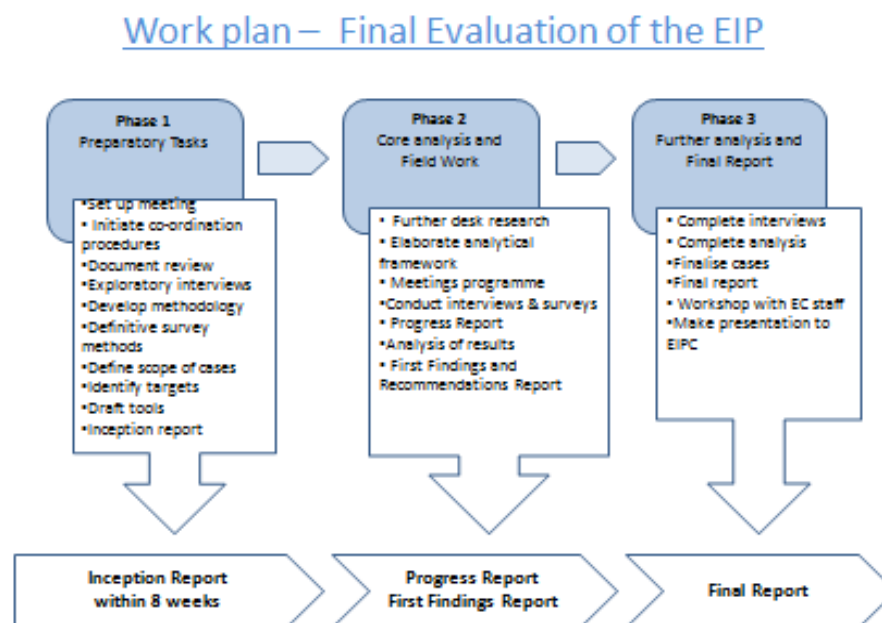 Work plan – Final Evaluation of the EIP
Phase 1
Preparatory Tasks
•Set up meeting
• Initiate co-ordination
procedures
•Document review
•Exploratory interviews
•Develop methodology
•Definitive survey
methods
•Define scope of cases
•Identify targets
•Draft tools
•Inception report
Phase 2
Core analysis and
Field Work
• Further desk research
• Elaborate analytical
framework
• Meetings programme
•Conduct interviews & surveys
• Progress Report
•Analysis of results
• First Findings and
Recommendations Report
Phase 3
Further analysis and
Final Report
• Complete interviews
• Complete analysis
•Finalise cases
•Final report
• Workshop with EC staff
•Make presentation to
EIPC
Inception Report
within 8 weeks
Progress Report
First Findings Report
Final Report